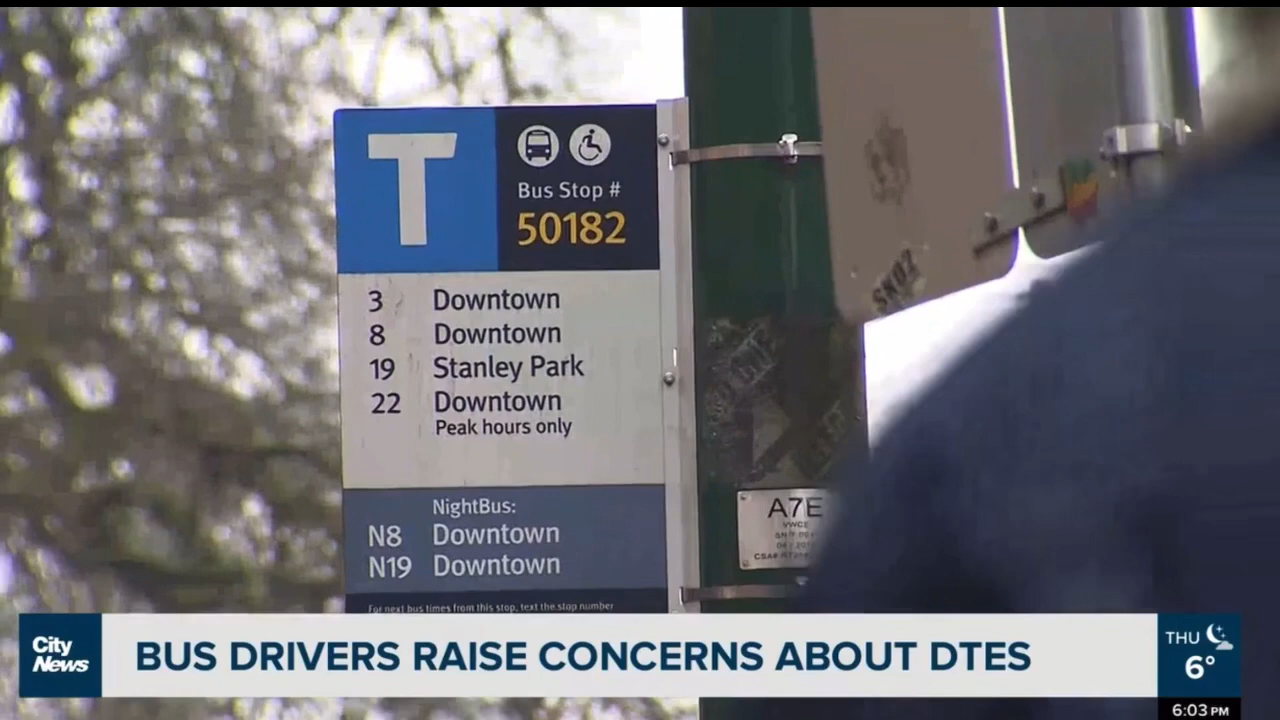 T
Bus Stop #
50182
3 Downtown
8 Downtown
19 Stanley Park
22 Downtown
Peak hours only
NightBus:
N8 Downtown
N19 Downtown
For next bus times from this stop, text the stop number
A7E
City
News
BUS DRIVERS RAISE CONCERNS ABOUT DTES
THU
6°
6:03 PM